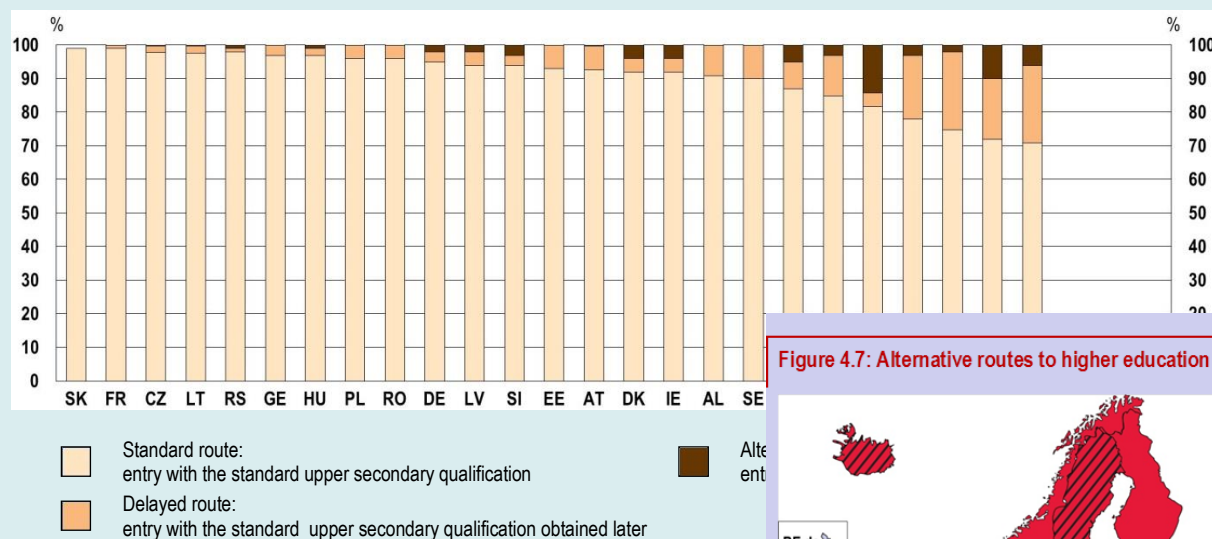 % %
100 100
90 90
80 80
70 70
60 60
50 50
40 40
30 30
20 20
10
0
SK FR CZ LT RS GE HU PL RO DE LV SI EE AT DK IE AL SE
Standard route:
entry with the standard upper secondary qualification
Delayed route:
entry with the standard upper secondary qualification obtained later
Figure 4.7: Alternative routes to higher education